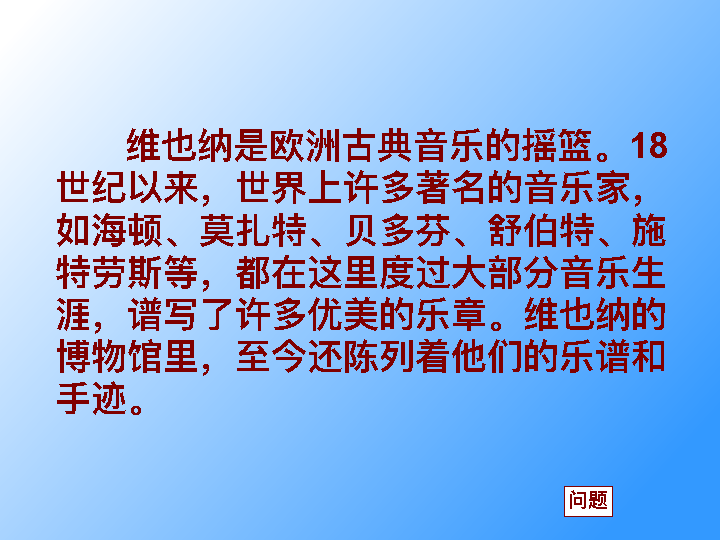 维也纳是欧洲古典音乐的摇篮。18
世纪以来，世界上许多著名的音乐家，
如海顿、莫扎特、贝多芬、舒伯特、施
特劳斯等，都在这里度过大部分音乐生
涯，谱写了许多优美的乐章。维也纳的
博物馆里，至今还陈列着他们的乐谱和
手迹。
问题